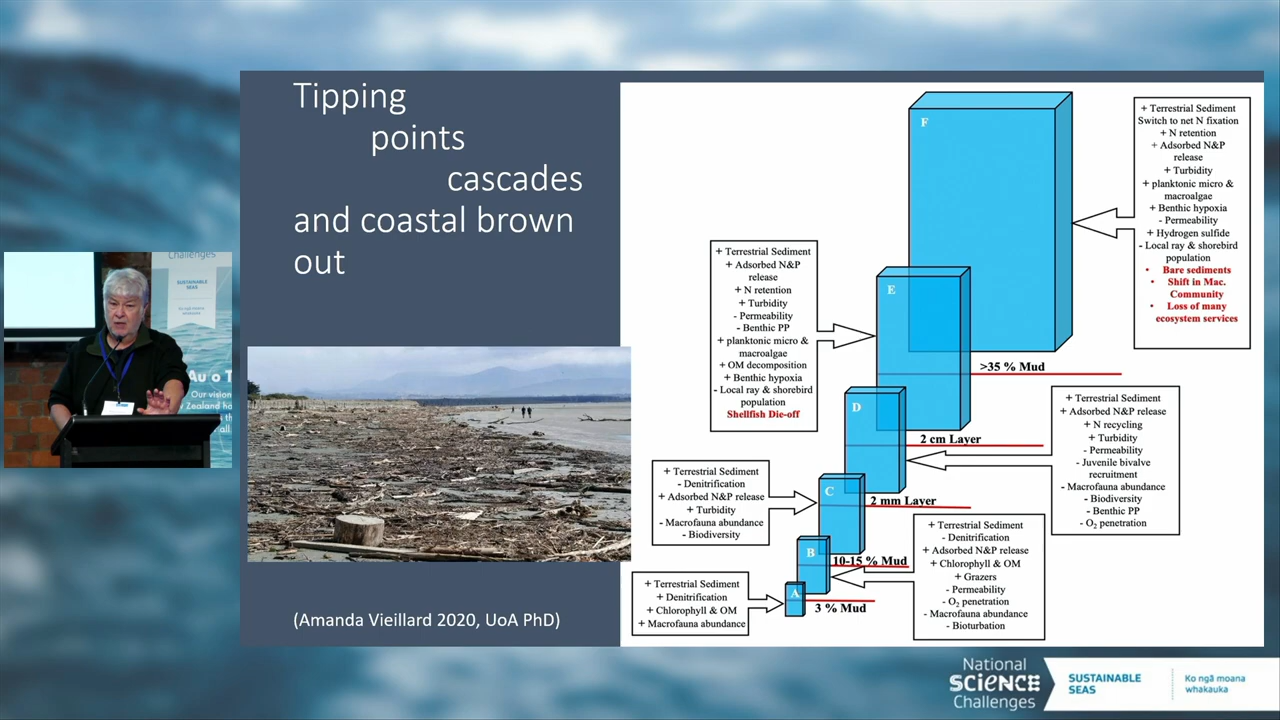 Tipping
points
cascades
and coastal brown
out
(Amanda Vieillard 2020, UoA PhD)
F
+ Terrestrial Sediment
Switch to net N fixation
+ N retention
+ Adsorbed N&P
release
+ Turbidity
+ planktonic micro &
macroalgae
+ Benthic hypoxia
- Permeability
+ Hydrogen sulfide
- Local ray & shorebird
population
• Bare sediments
• Shift in Mac.
Community
• Loss of many
ecosystem services
>35 % Mud
E
+ Terrestrial Sediment
+ Adsorbed N&P
release
+ N retention
+ Turbidity
- Permeability
- Benthic PP
+ planktonic micro &
macroalgae
+ OM decomposition
+ Benthic hypoxia
- Local ray & shorebird
population
Shellfish Die-off
2 cm Layer
D
+ Terrestrial Sediment
+ Adsorbed N&P release
+ N recycling
+ Turbidity
- Permeability
- Juvenile bivalve
recruitment
- Macrofauna abundance
- Biodiversity
- Benthic PP
- O2 penetration
2 mm Layer
C
+ Terrestrial Sediment
- Denitrification
+ Adsorbed N&P release
+ Turbidity
- Macrofauna abundance
- Biodiversity
10-15 % Mud
B
+ Terrestrial Sediment
- Denitrification
+ Adsorbed N&P release
+ Chlorophyll & OM
+ Grazers
- Permeability
- O2 penetration
- Macrofauna abundance
- Bioturbation
3 % Mud
A
+ Terrestrial Sediment
+ Denitrification
+ Chlorophyll & OM
+ Macrofauna abundance
Challenges
SUSTAINABLE
SEAS
Our vision
Zealand
National
SCIENCE
Challenges
SUSTAINABLE
SEAS
Ko ngā moana
whakauka